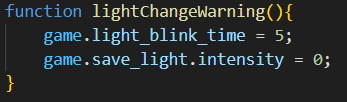 function lightChangeWarning(){
    game.light_blink_time = 5;
    game.save_light.intensity = 0;
}